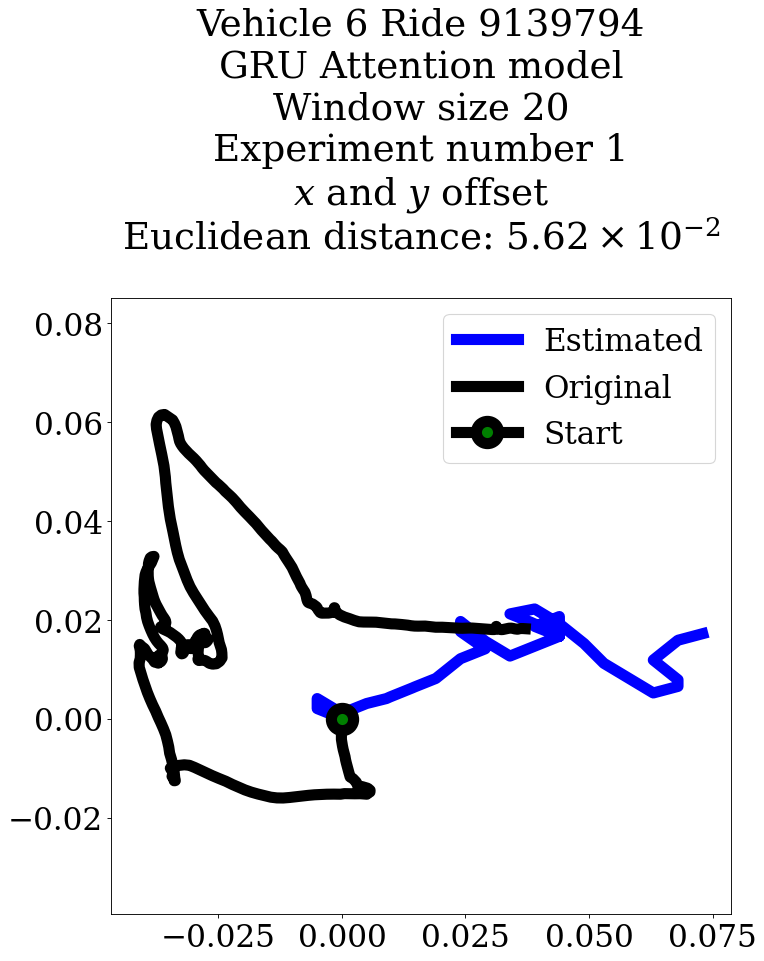 Vehicle 6 Ride 9139794
GRU Attention model
Window size 20
Experiment number 1
x and y offset
Euclidean distance: 5.62 × 10⁻²
Estimated
Original
Start
0.08
0.06
0.04
0.02
0.00
−0.02
−0.025 0.000 0.025 0.050 0.075